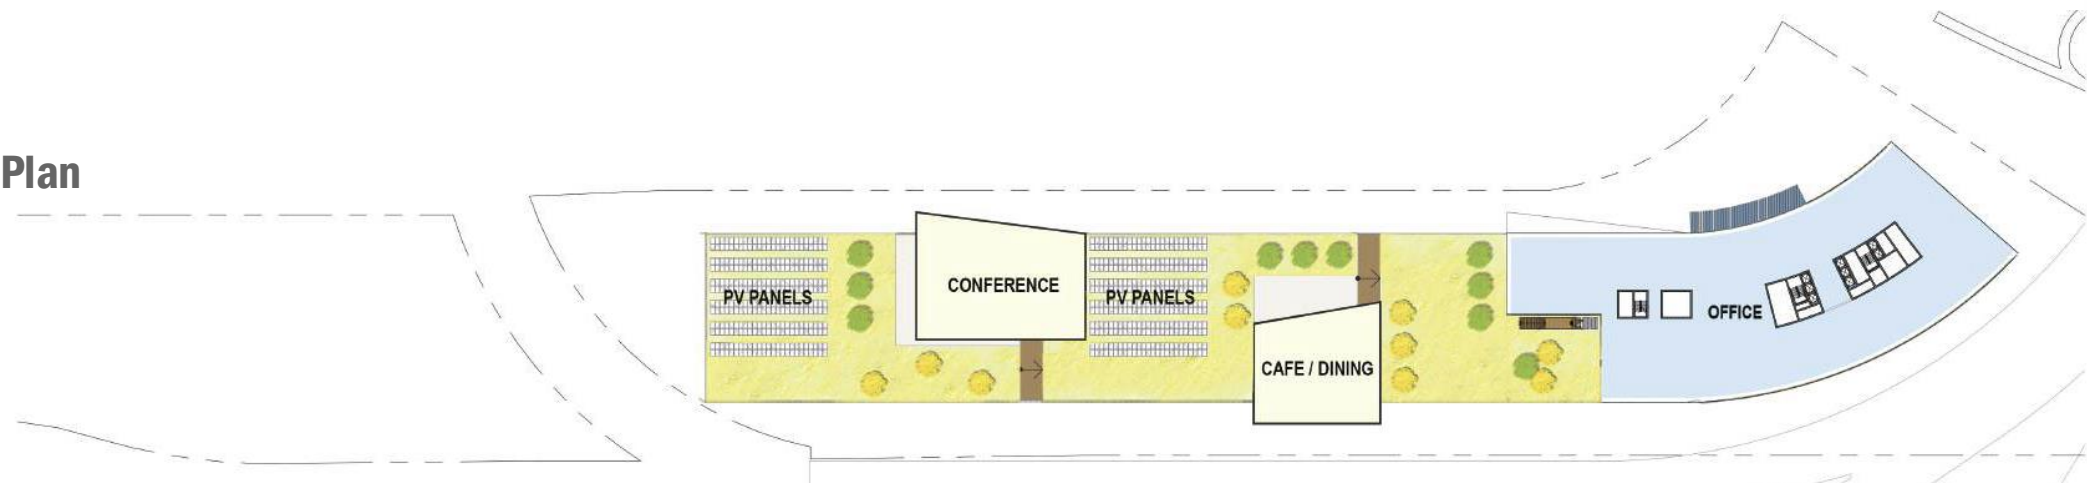 Plan
PV PANELS
CONFERENCE
PV PANELS
CAFE / DINING
OFFICE